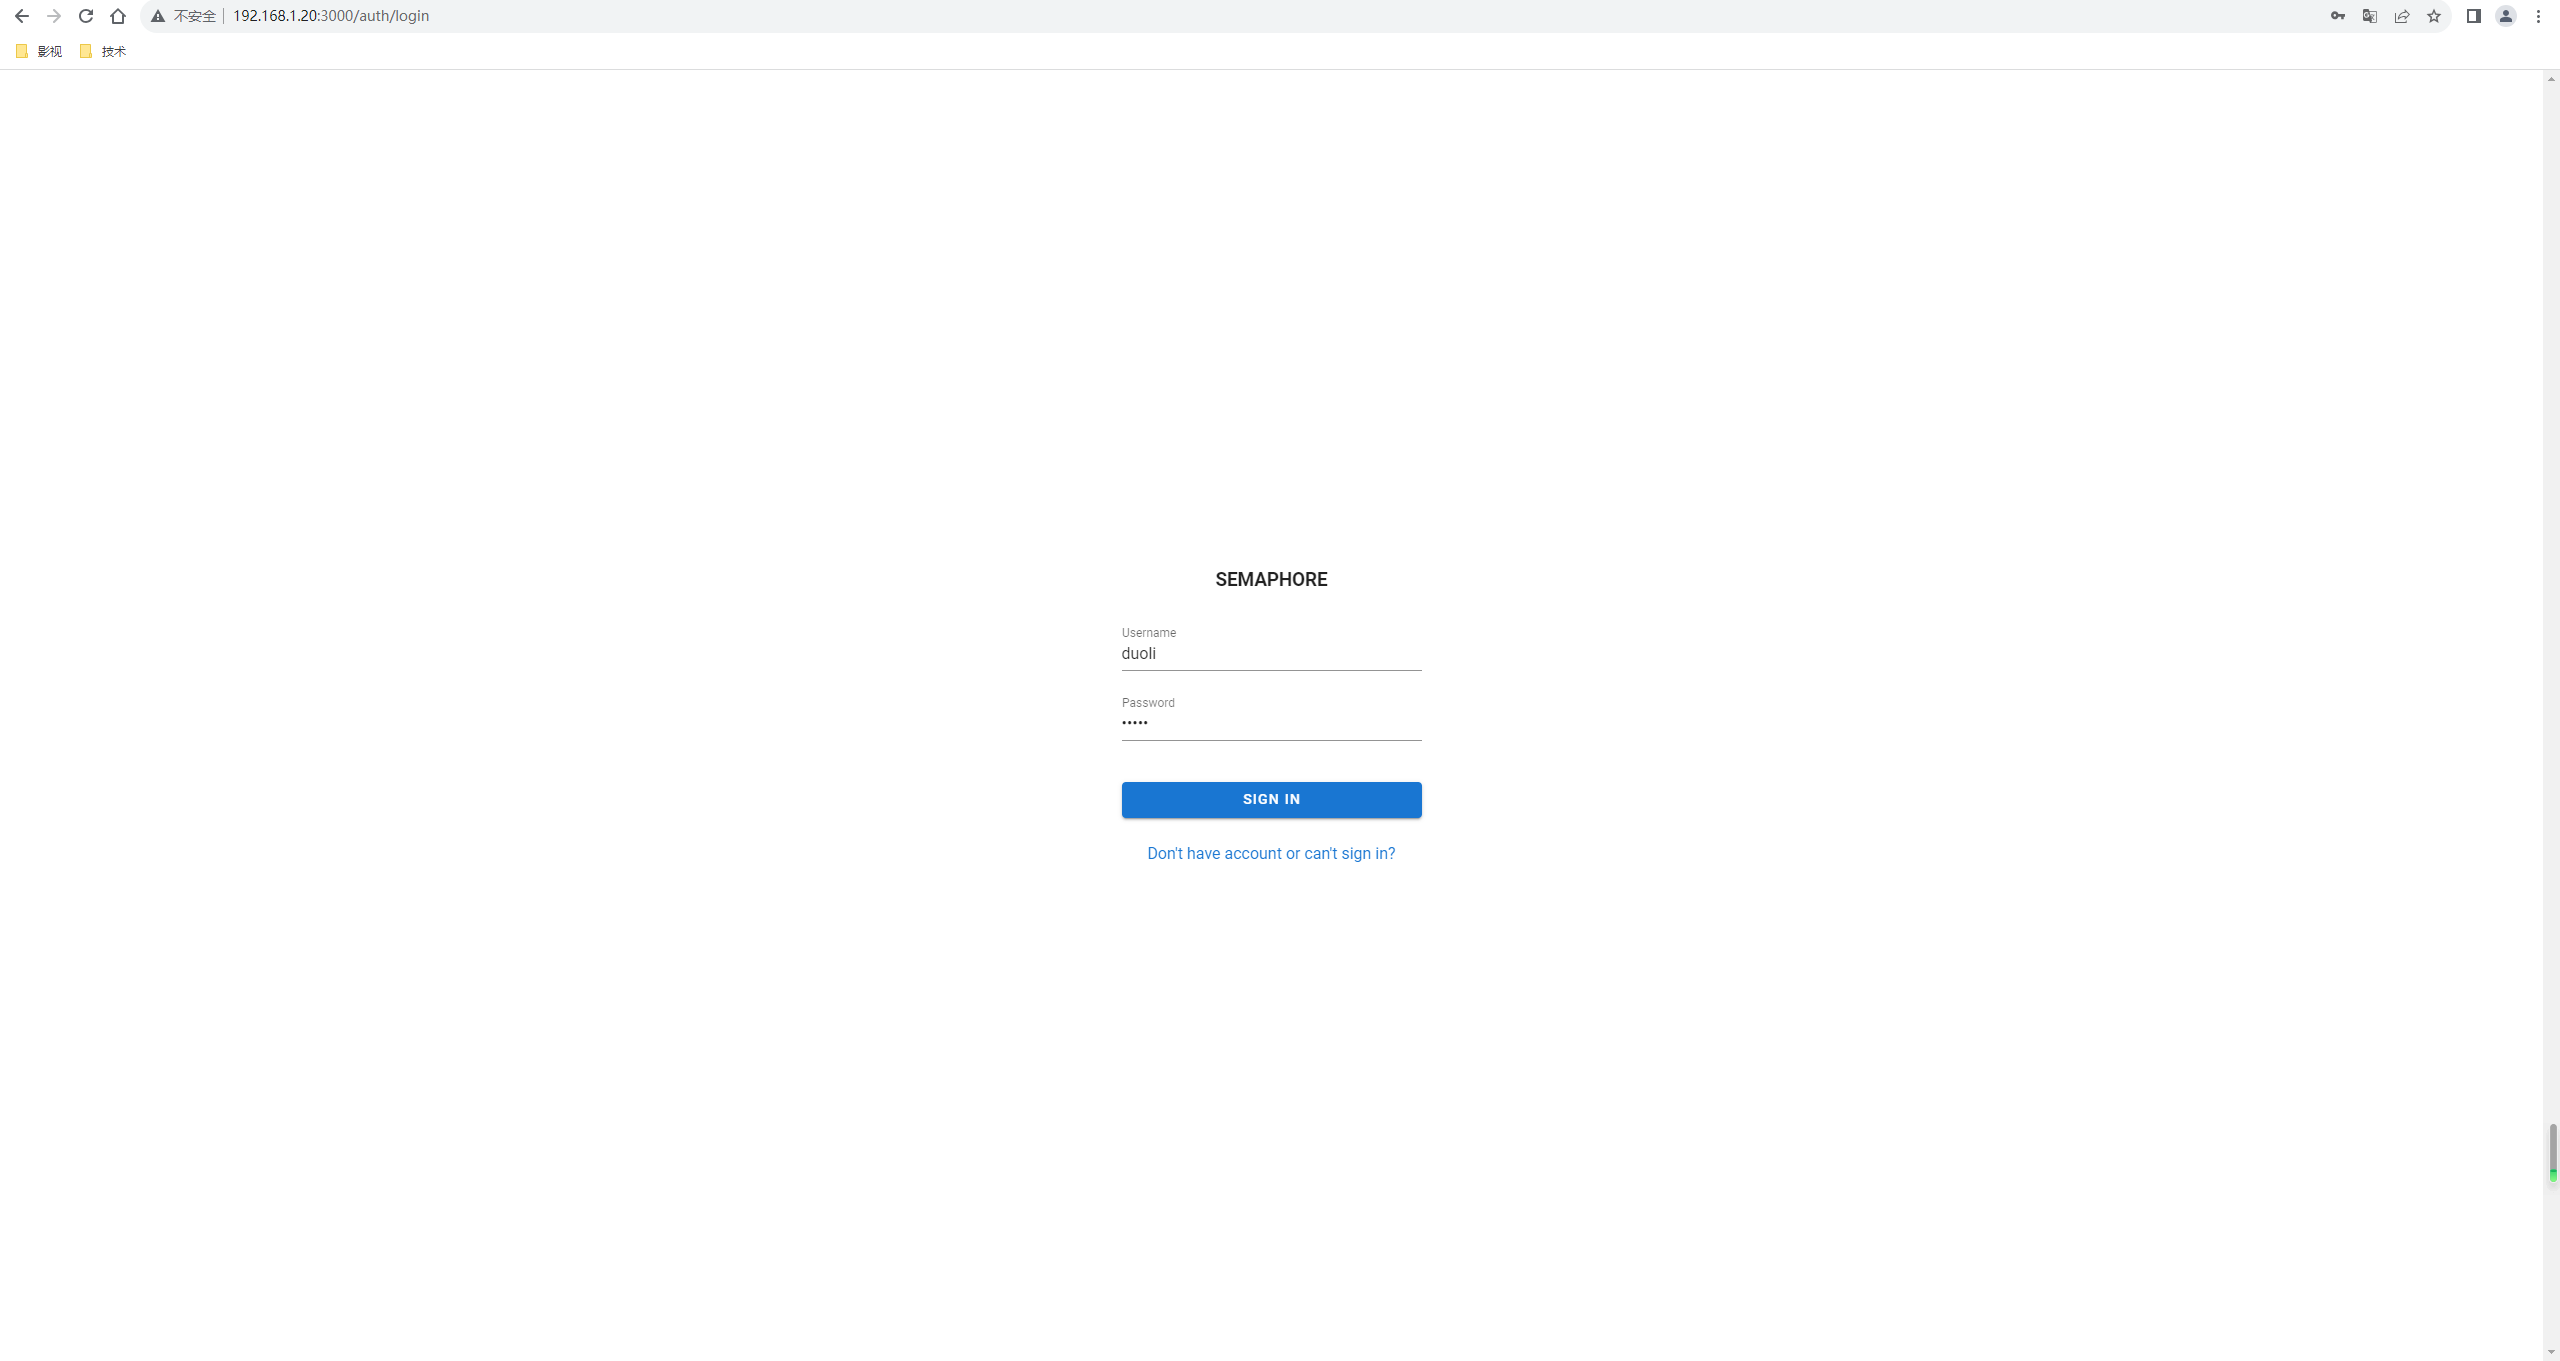 不安全 192.168.1.20:3000/auth/login
影视 技术
SEMAPHORE
Username
duoli
Password
•••••
SIGN IN
Don't have account or can't sign in?